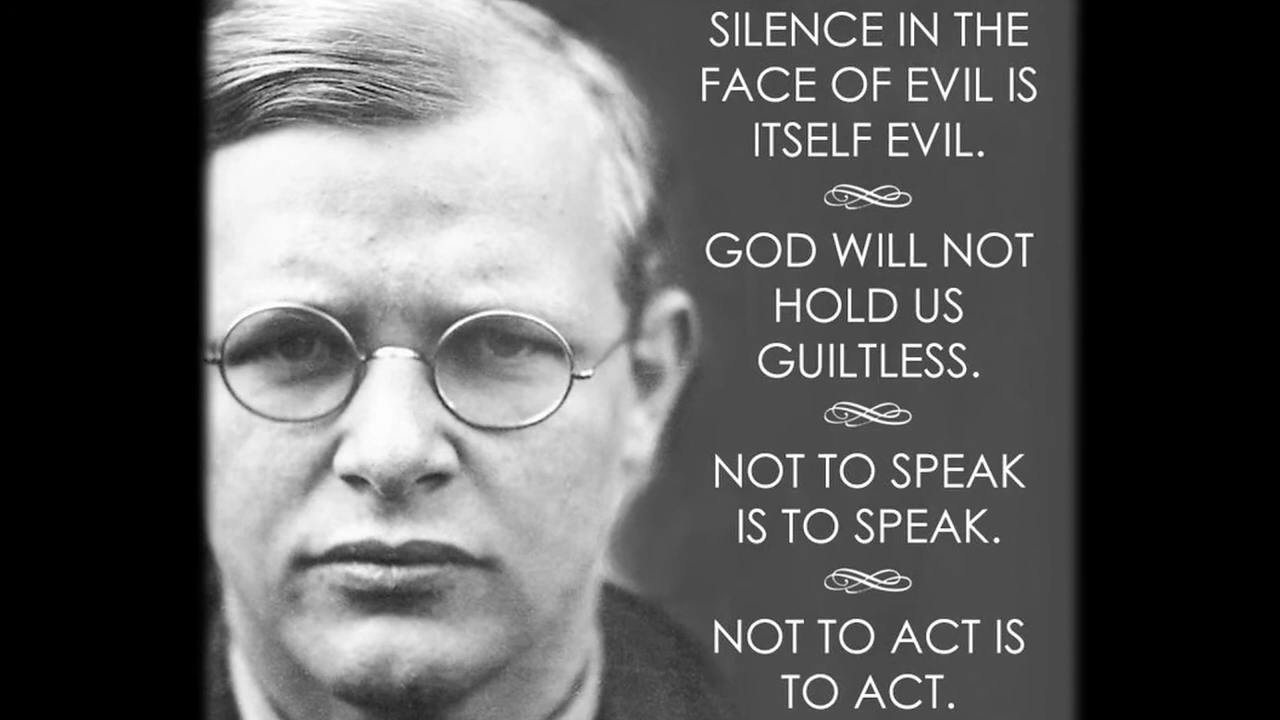 SILENCE IN THE
FACE OF EVIL IS
ITSELF EVIL.
GOD WILL NOT
HOLD US
GUILTLESS.
NOT TO SPEAK
IS TO SPEAK.
NOT TO ACT IS
TO ACT.